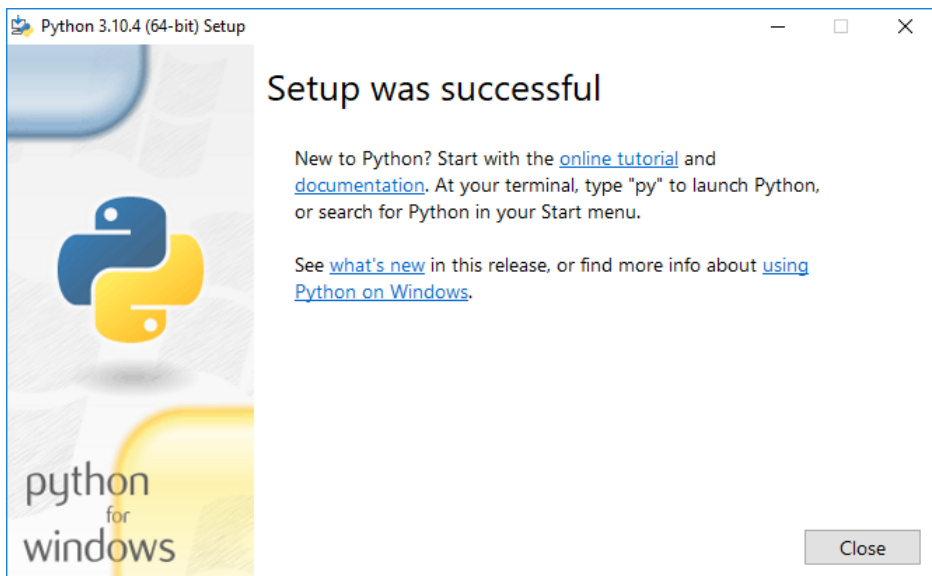 Python 3.10.4 (64-bit) Setup
Setup was successful
New to Python? Start with the online tutorial and
documentation. At your terminal, type "py" to launch Python,
or search for Python in your Start menu.
See what's new in this release, or find more info about using
Python on Windows.
python
for
windows
Close